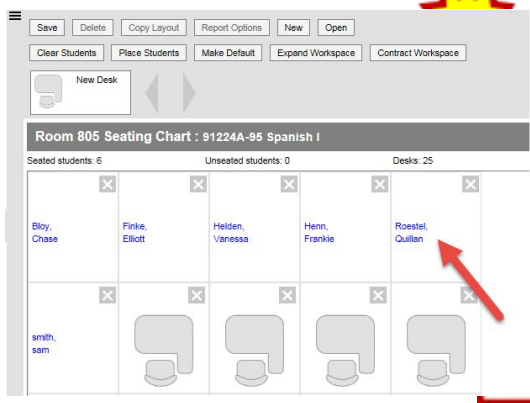 Save Delete Copy Layout Report Options New Open
Clear Students Place Students Make Default Expand Workspace Contract Workspace
New Desk
Room 805 Seating Chart : 91224A-95 Spanish I
Seated students: 6 Unseated students: 0 Desks: 25
Bloy,
Chase
Finke,
Elliott
Helden,
Vanessa
Henn,
Frankie
Roestel,
Quillan
smith,
sam